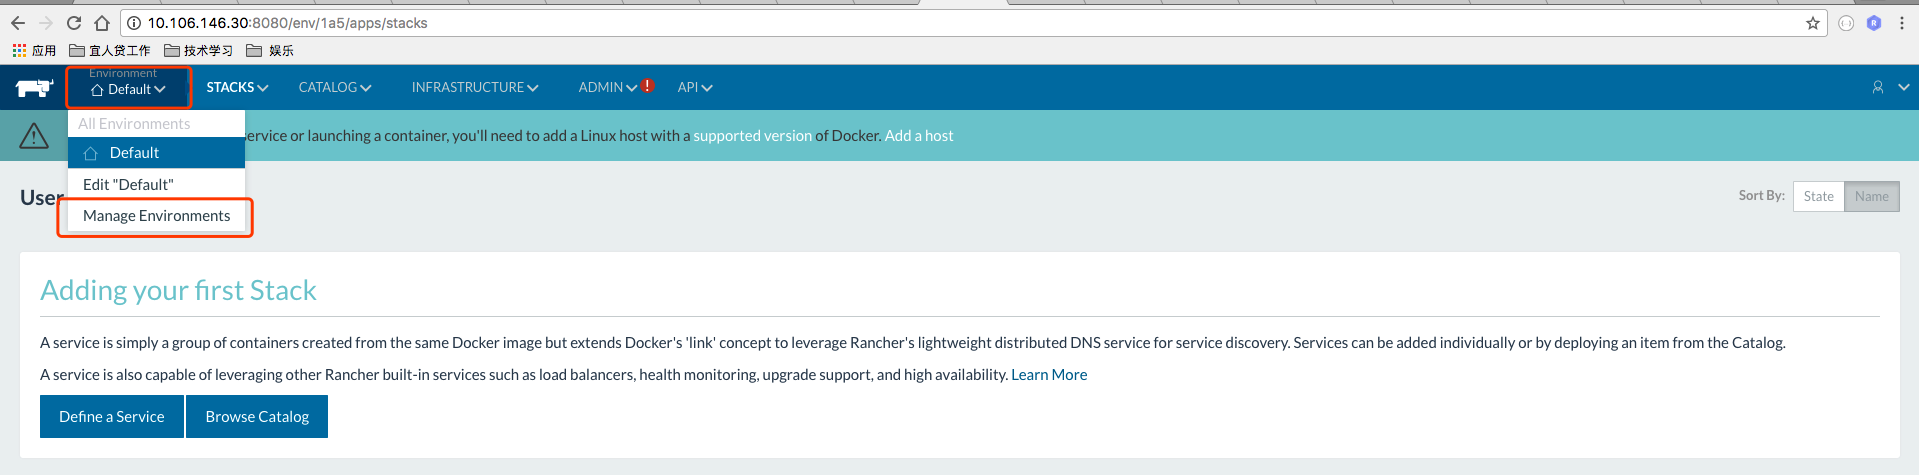 10.106.146.30:8080/env/1a5/apps/stacks
应用 宜人贷工作 技术学习 娱乐
Environment
Default STACKS CATALOG INFRASTRUCTURE ADMIN ! API
All Environments
ervice or launching a container, you'll need to add a Linux host with a supported version of Docker. Add a host
Default
Edit "Default"
User
Sort By: State Name
Manage Environments
Adding your first Stack
A service is simply a group of containers created from the same Docker image but extends Docker's 'link' concept to leverage Rancher's lightweight distributed DNS service for service discovery. Services can be added individually or by deploying an item from the Catalog.
A service is also capable of leveraging other Rancher built-in services such as load balancers, health monitoring, upgrade support, and high availability. Learn More
Define a Service Browse Catalog